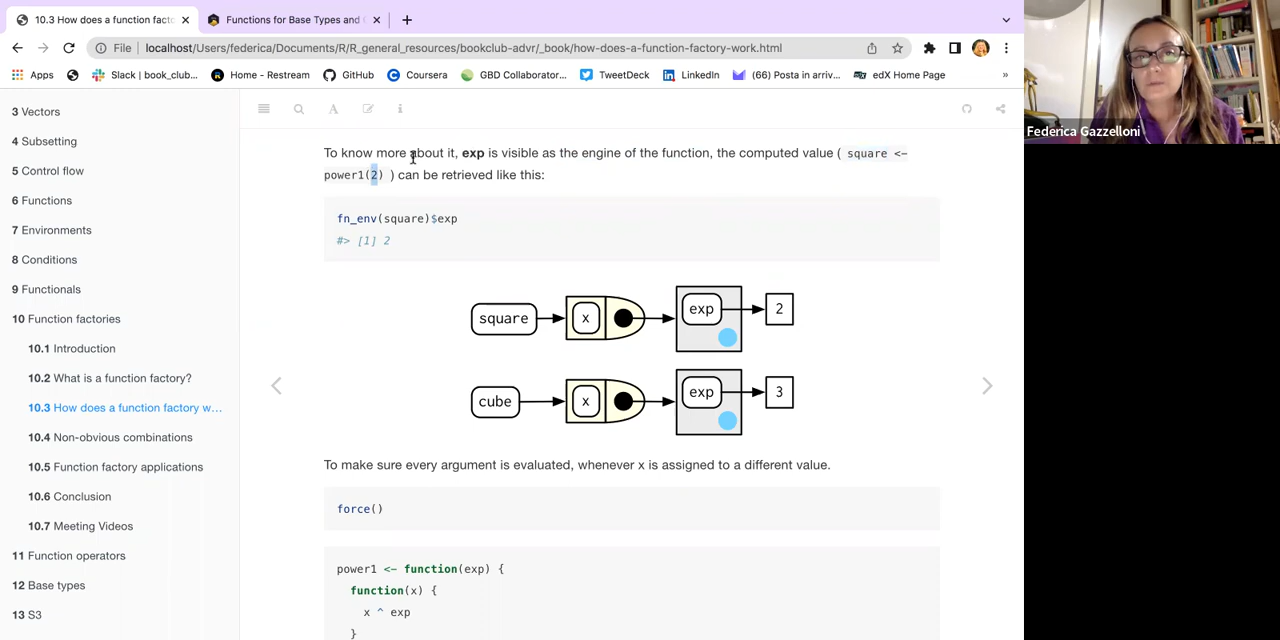 10.3 How does a function facto
Functions for Base Types and
File
localhost/Users/federica/Documents/R/R_general_resources/bookclub-advr/_book/how-does-a-function-factory-work.html
Apps
Slack | book_club...
Home - Restream
GitHub
Coursera
GBD Collaborator...
TweetDeck
LinkedIn
(66) Posta in arriv...
edX Home Page
»
Federica Gazzelloni
3 Vectors
4 Subsetting
5 Control flow
6 Functions
7 Environments
8 Conditions
9 Functionals
10 Function factories
10.1 Introduction
10.2 What is a function factory?
10.3 How does a function factory w...
10.4 Non-obvious combinations
10.5 Function factory applications
10.6 Conclusion
10.7 Meeting Videos
11 Function operators
12 Base types
13 S3
To know more about it, exp is visible as the engine of the function, the computed value ( square <-
power1(2) ) can be retrieved like this:
fn_env(square)$exp
#> [1] 2
square x exp 2
cube x exp 3
To make sure every argument is evaluated, whenever x is assigned to a different value.
force()
power1 <- function(exp) {
function(x) {
x ^ exp
}